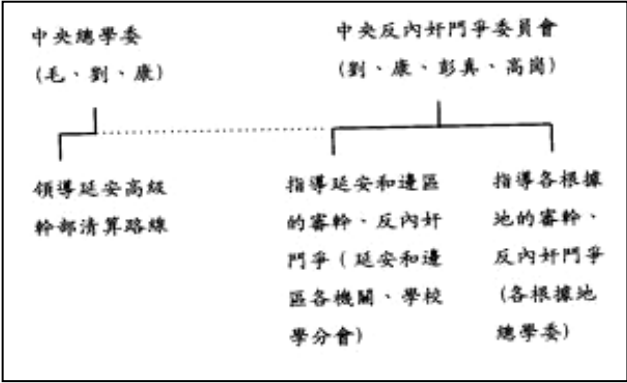 中央總學委
(毛、劉、康)
中央反內奸鬥爭委員會
(劉、康、彭真、高崗)
領導延安高級
幹部清算路線
指導延安和邊區
的審幹、反內奸
鬥爭(延安和邊
區各機關、學校
學分會)
指導各根據
地的審幹、
反內奸鬥爭
(各根據地
總學委)